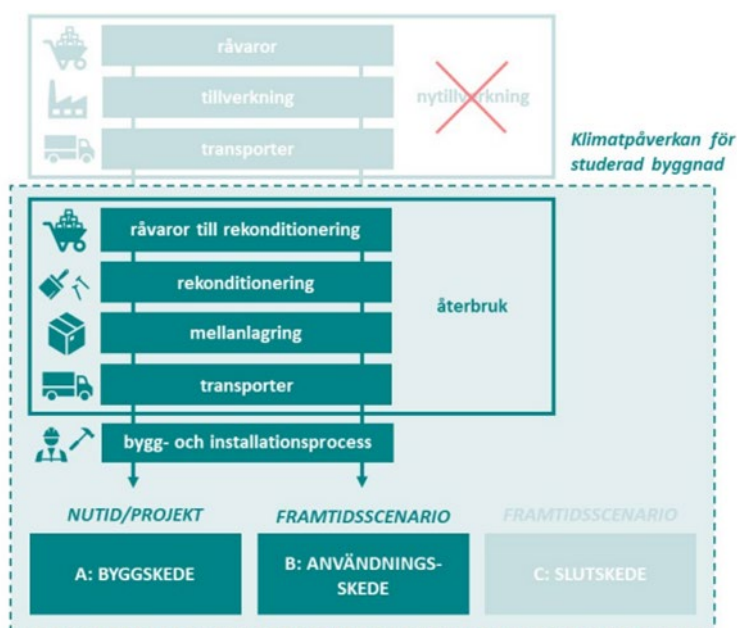 råvaror
tillverkning
nytillverkning
transporter
Klimatpåverkan för
studerad byggnad
råvaror till rekonditionering
rekonditionering
återbruk
mellanlagring
transporter
bygg- och installationsprocess
NUTID/PROJEKT
FRAMTIDSSCENARIO
FRAMTIDSSCENARIO
A: BYGGSKEDE
B: ANVÄNDNINGS-
SKEDE
C: SLUTSKEDE